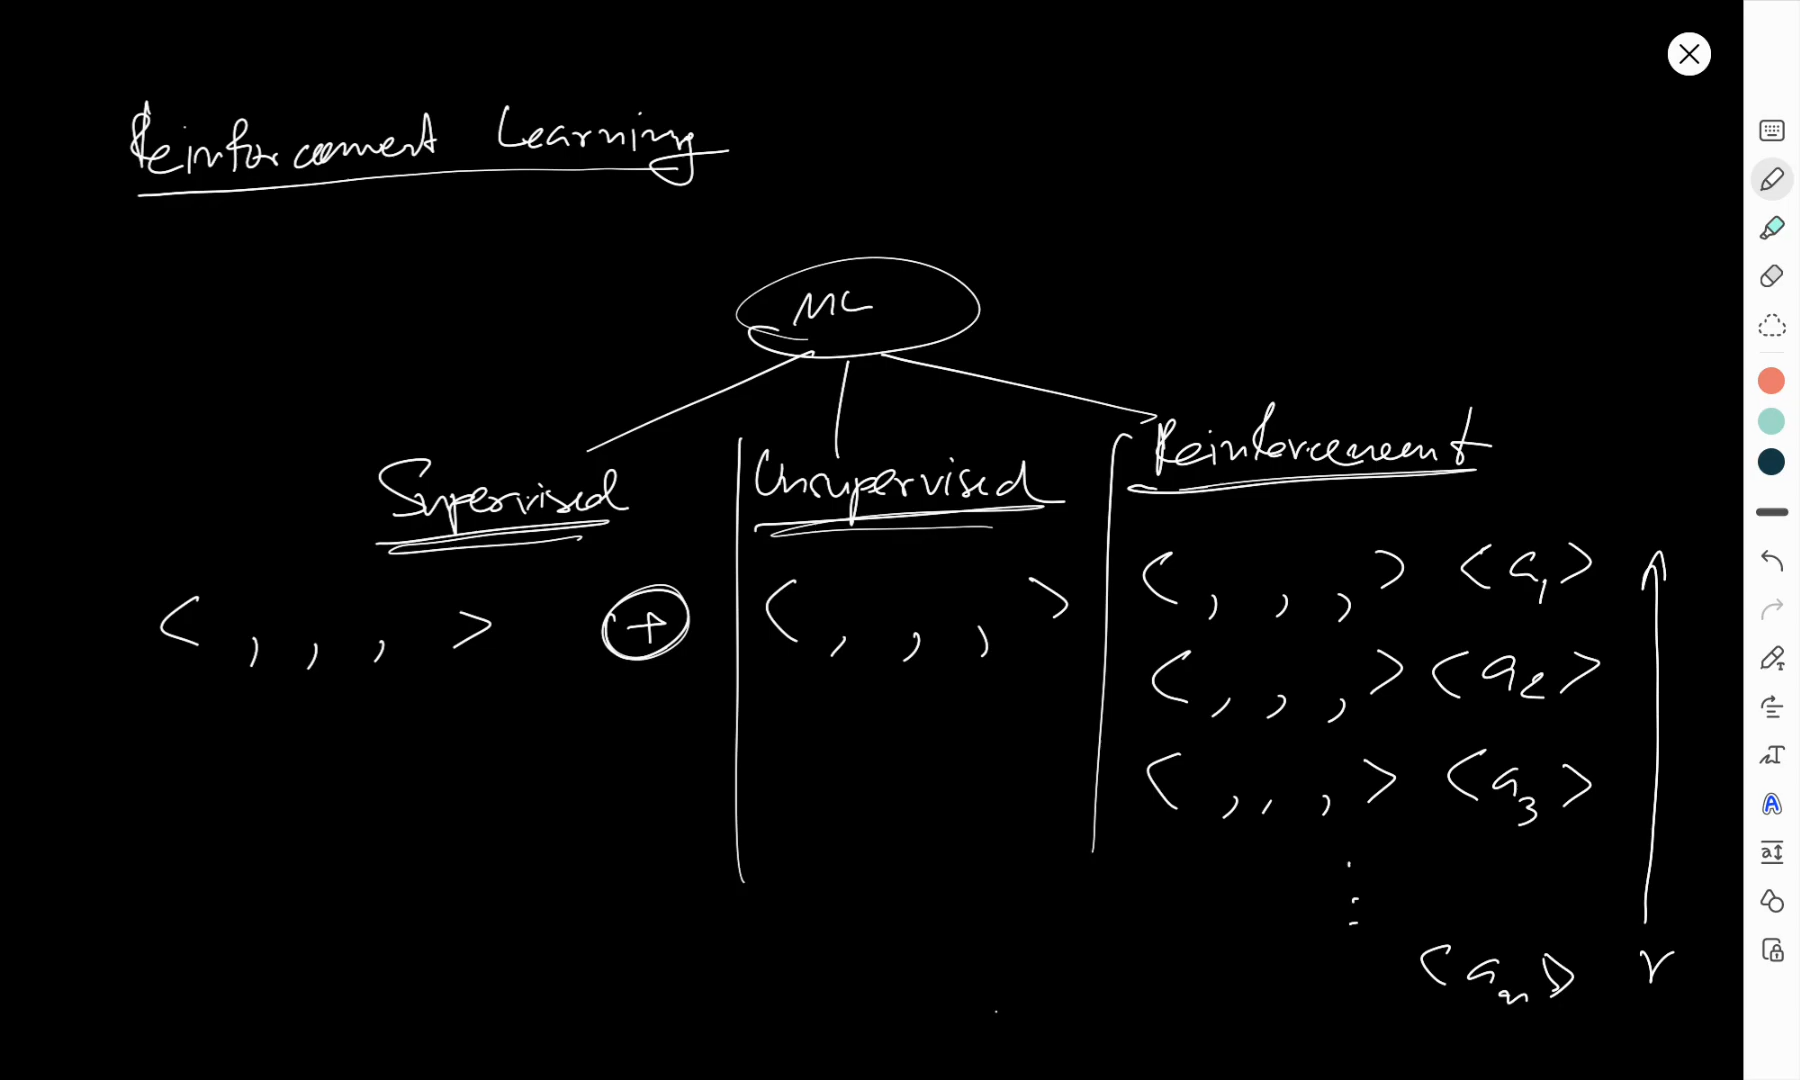 Reinforcement Learning
ML
Supervised
Unsupervised
Reinforcement
< , , , > +
< , , , >
< , , , > <a1>
< , , , > <a2>
< , , , > <a3>
<an> r